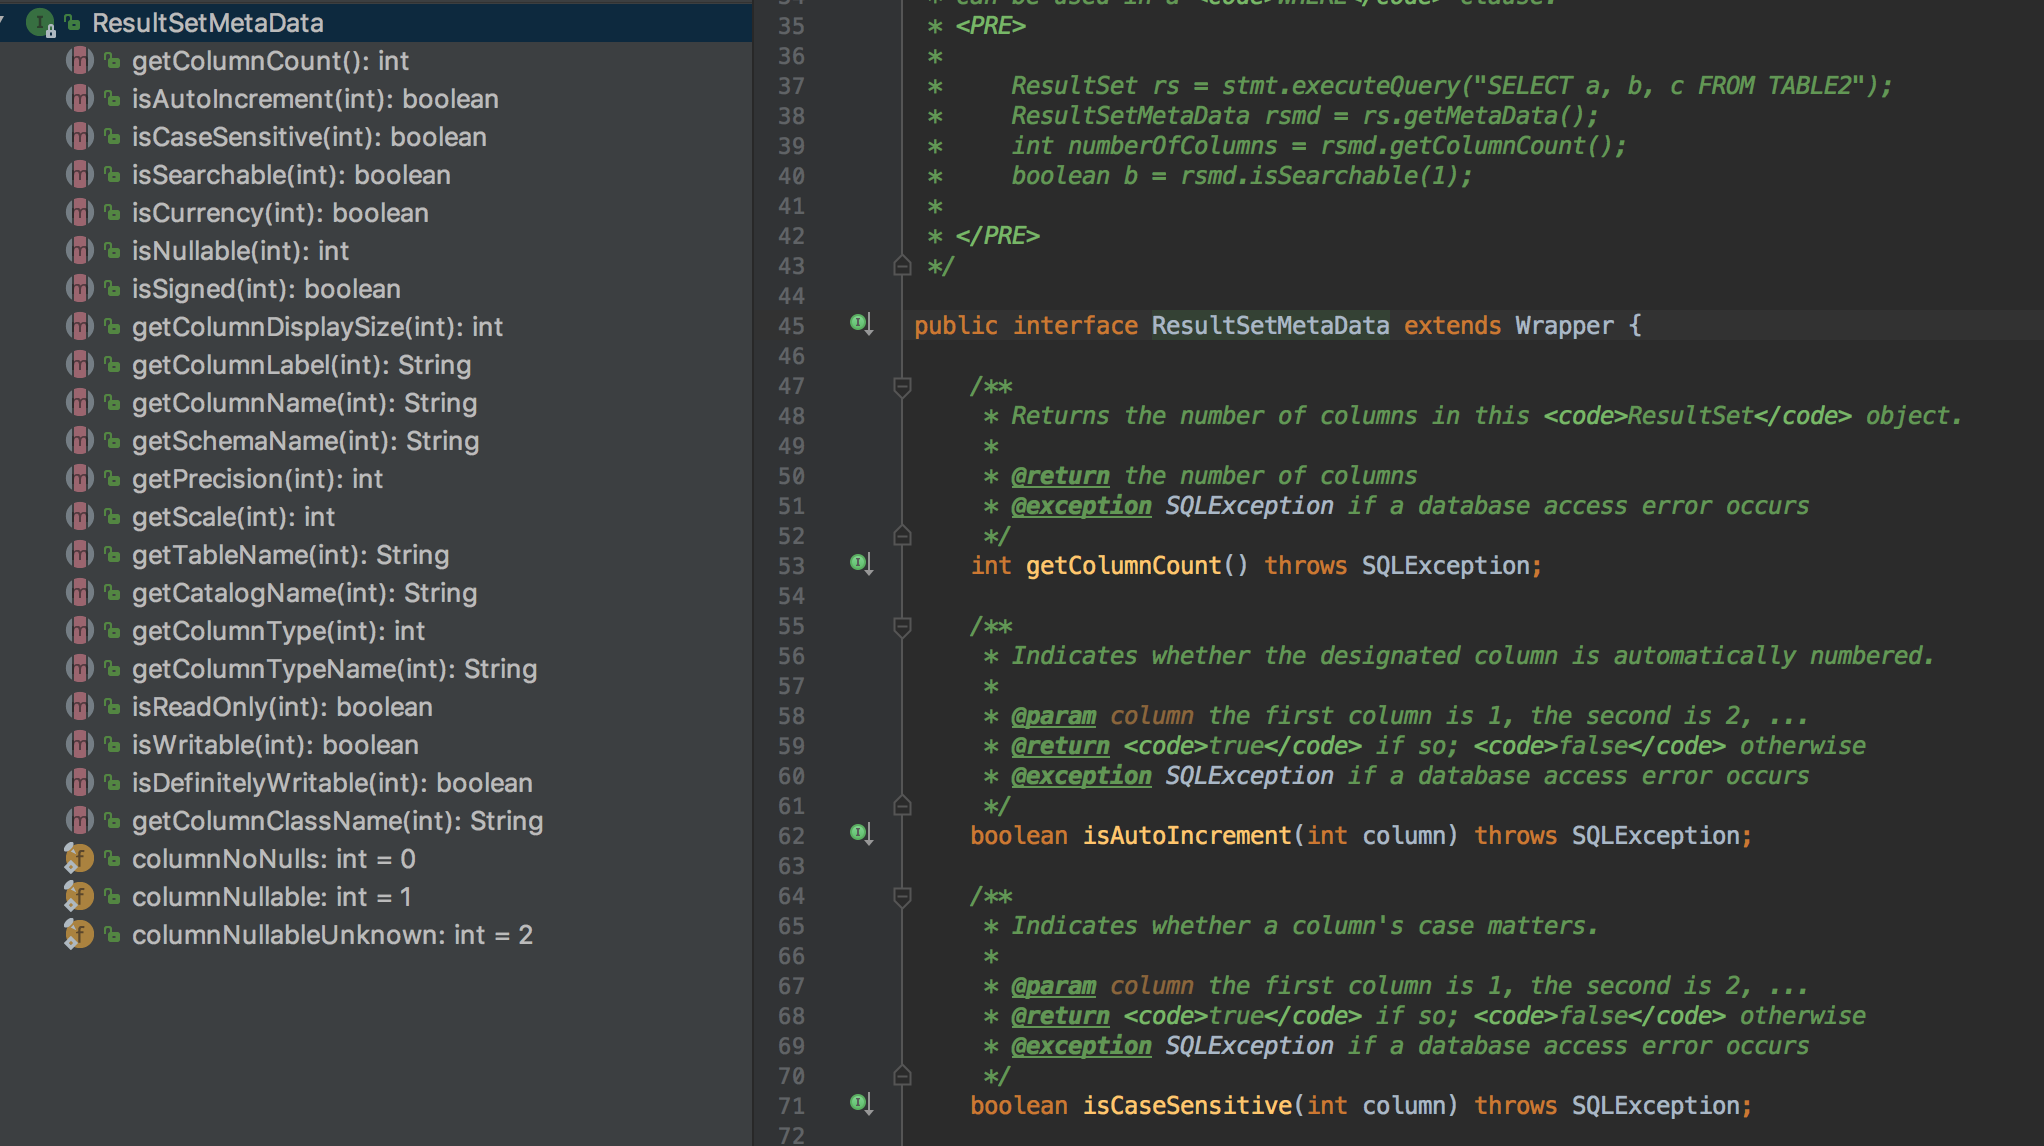 ResultSetMetaData
getColumnCount(): int
isAutoIncrement(int): boolean
isCaseSensitive(int): boolean
isSearchable(int): boolean
isCurrency(int): boolean
isNullable(int): int
isSigned(int): boolean
getColumnDisplaySize(int): int
getColumnLabel(int): String
getColumnName(int): String
getSchemaName(int): String
getPrecision(int): int
getScale(int): int
getTableName(int): String
getCatalogName(int): String
getColumnType(int): int
getColumnTypeName(int): String
isReadOnly(int): boolean
isWritable(int): boolean
isDefinitelyWritable(int): boolean
getColumnClassName(int): String
columnNoNulls: int = 0
columnNullable: int = 1
columnNullableUnknown: int = 2
34 * can be used in a <code>WHERE</code> clause.
35 * <PRE>
36 *
37 * ResultSet rs = stmt.executeQuery("SELECT a, b, c FROM TABLE2");
38 * ResultSetMetaData rsmd = rs.getMetaData();
39 * int numberOfColumns = rsmd.getColumnCount();
40 * boolean b = rsmd.isSearchable(1);
41 *
42 * </PRE>
43 */
44
45 public interface ResultSetMetaData extends Wrapper {
46
47 /**
48 * Returns the number of columns in this <code>ResultSet</code> object.
49 *
50 * @return the number of columns
51 * @exception SQLException if a database access error occurs
52 */
53 int getColumnCount() throws SQLException;
54
55 /**
56 * Indicates whether the designated column is automatically numbered.
57 *
58 * @param column the first column is 1, the second is 2, ...
59 * @return <code>true</code> if so; <code>false</code> otherwise
60 * @exception SQLException if a database access error occurs
61 */
62 boolean isAutoIncrement(int column) throws SQLException;
63
64 /**
65 * Indicates whether a column's case matters.
66 *
67 * @param column the first column is 1, the second is 2, ...
68 * @return <code>true</code> if so; <code>false</code> otherwise
69 * @exception SQLException if a database access error occurs
70 */
71 boolean isCaseSensitive(int column) throws SQLException;
72